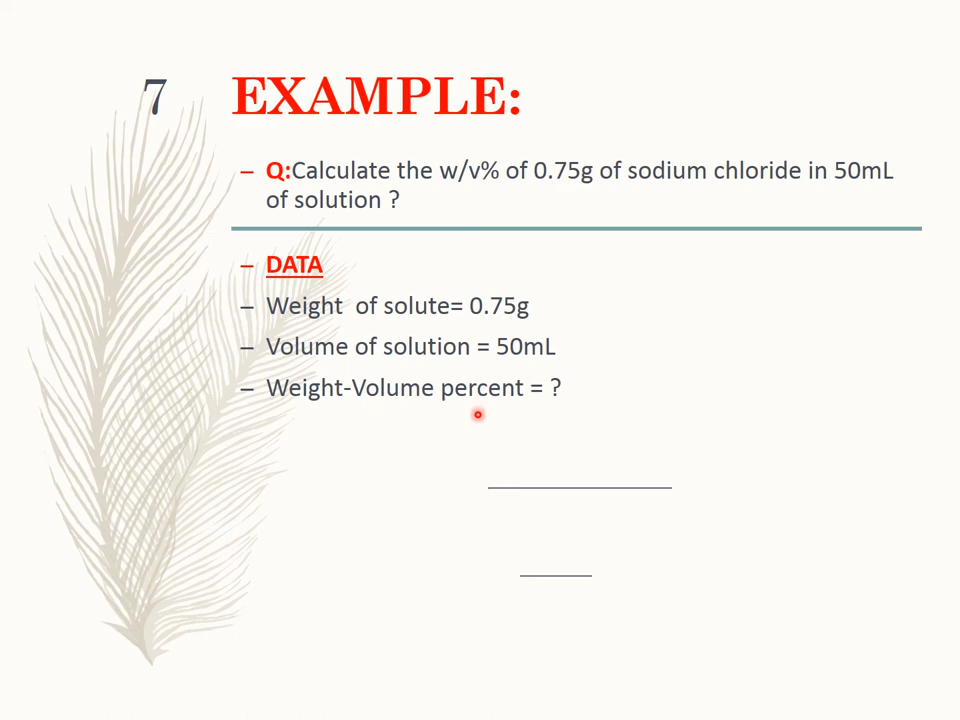 7
EXAMPLE:
– Q:Calculate the w/v% of 0.75g of sodium chloride in 50mL
of solution ?
– DATA
– Weight of solute= 0.75g
– Volume of solution = 50mL
– Weight-Volume percent = ?